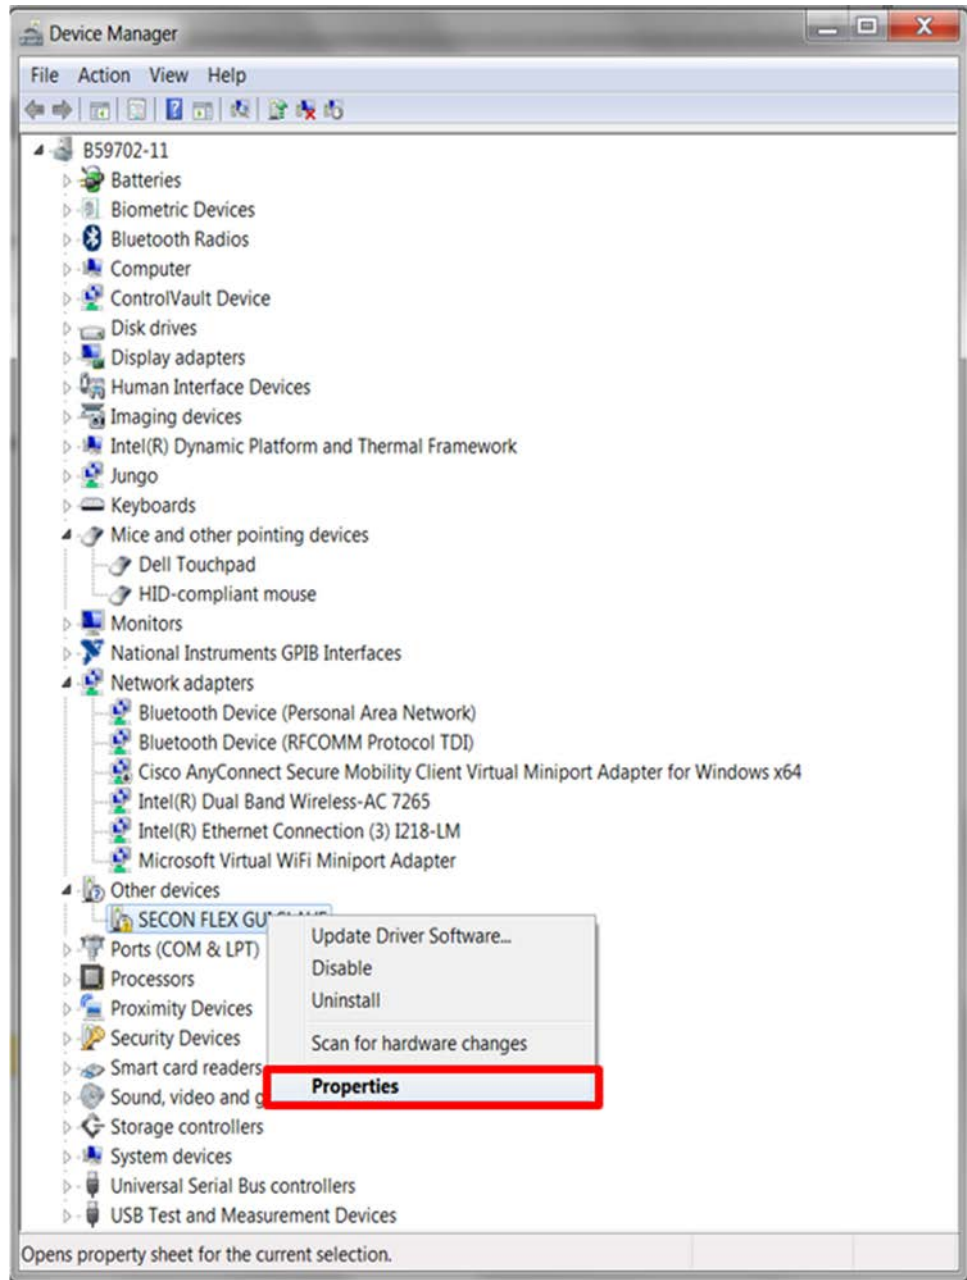 Device Manager
File Action View Help
B59702-11
Batteries
Biometric Devices
Bluetooth Radios
Computer
ControlVault Device
Disk drives
Display adapters
Human Interface Devices
Imaging devices
Intel(R) Dynamic Platform and Thermal Framework
Jungo
Keyboards
Mice and other pointing devices
Dell Touchpad
HID-compliant mouse
Monitors
National Instruments GPIB Interfaces
Network adapters
Bluetooth Device (Personal Area Network)
Bluetooth Device (RFCOMM Protocol TDI)
Cisco AnyConnect Secure Mobility Client Virtual Miniport Adapter for Windows x64
Intel(R) Dual Band Wireless-AC 7265
Intel(R) Ethernet Connection (3) I218-LM
Microsoft Virtual WiFi Miniport Adapter
Other devices
SECON FLEX GUI
Update Driver Software...
Ports (COM & LPT)
Disable
Processors
Uninstall
Proximity Devices
Security Devices
Scan for hardware changes
Smart card readers
Properties
Sound, video and
Storage controllers
System devices
Universal Serial Bus controllers
USB Test and Measurement Devices
Opens property sheet for the current selection.